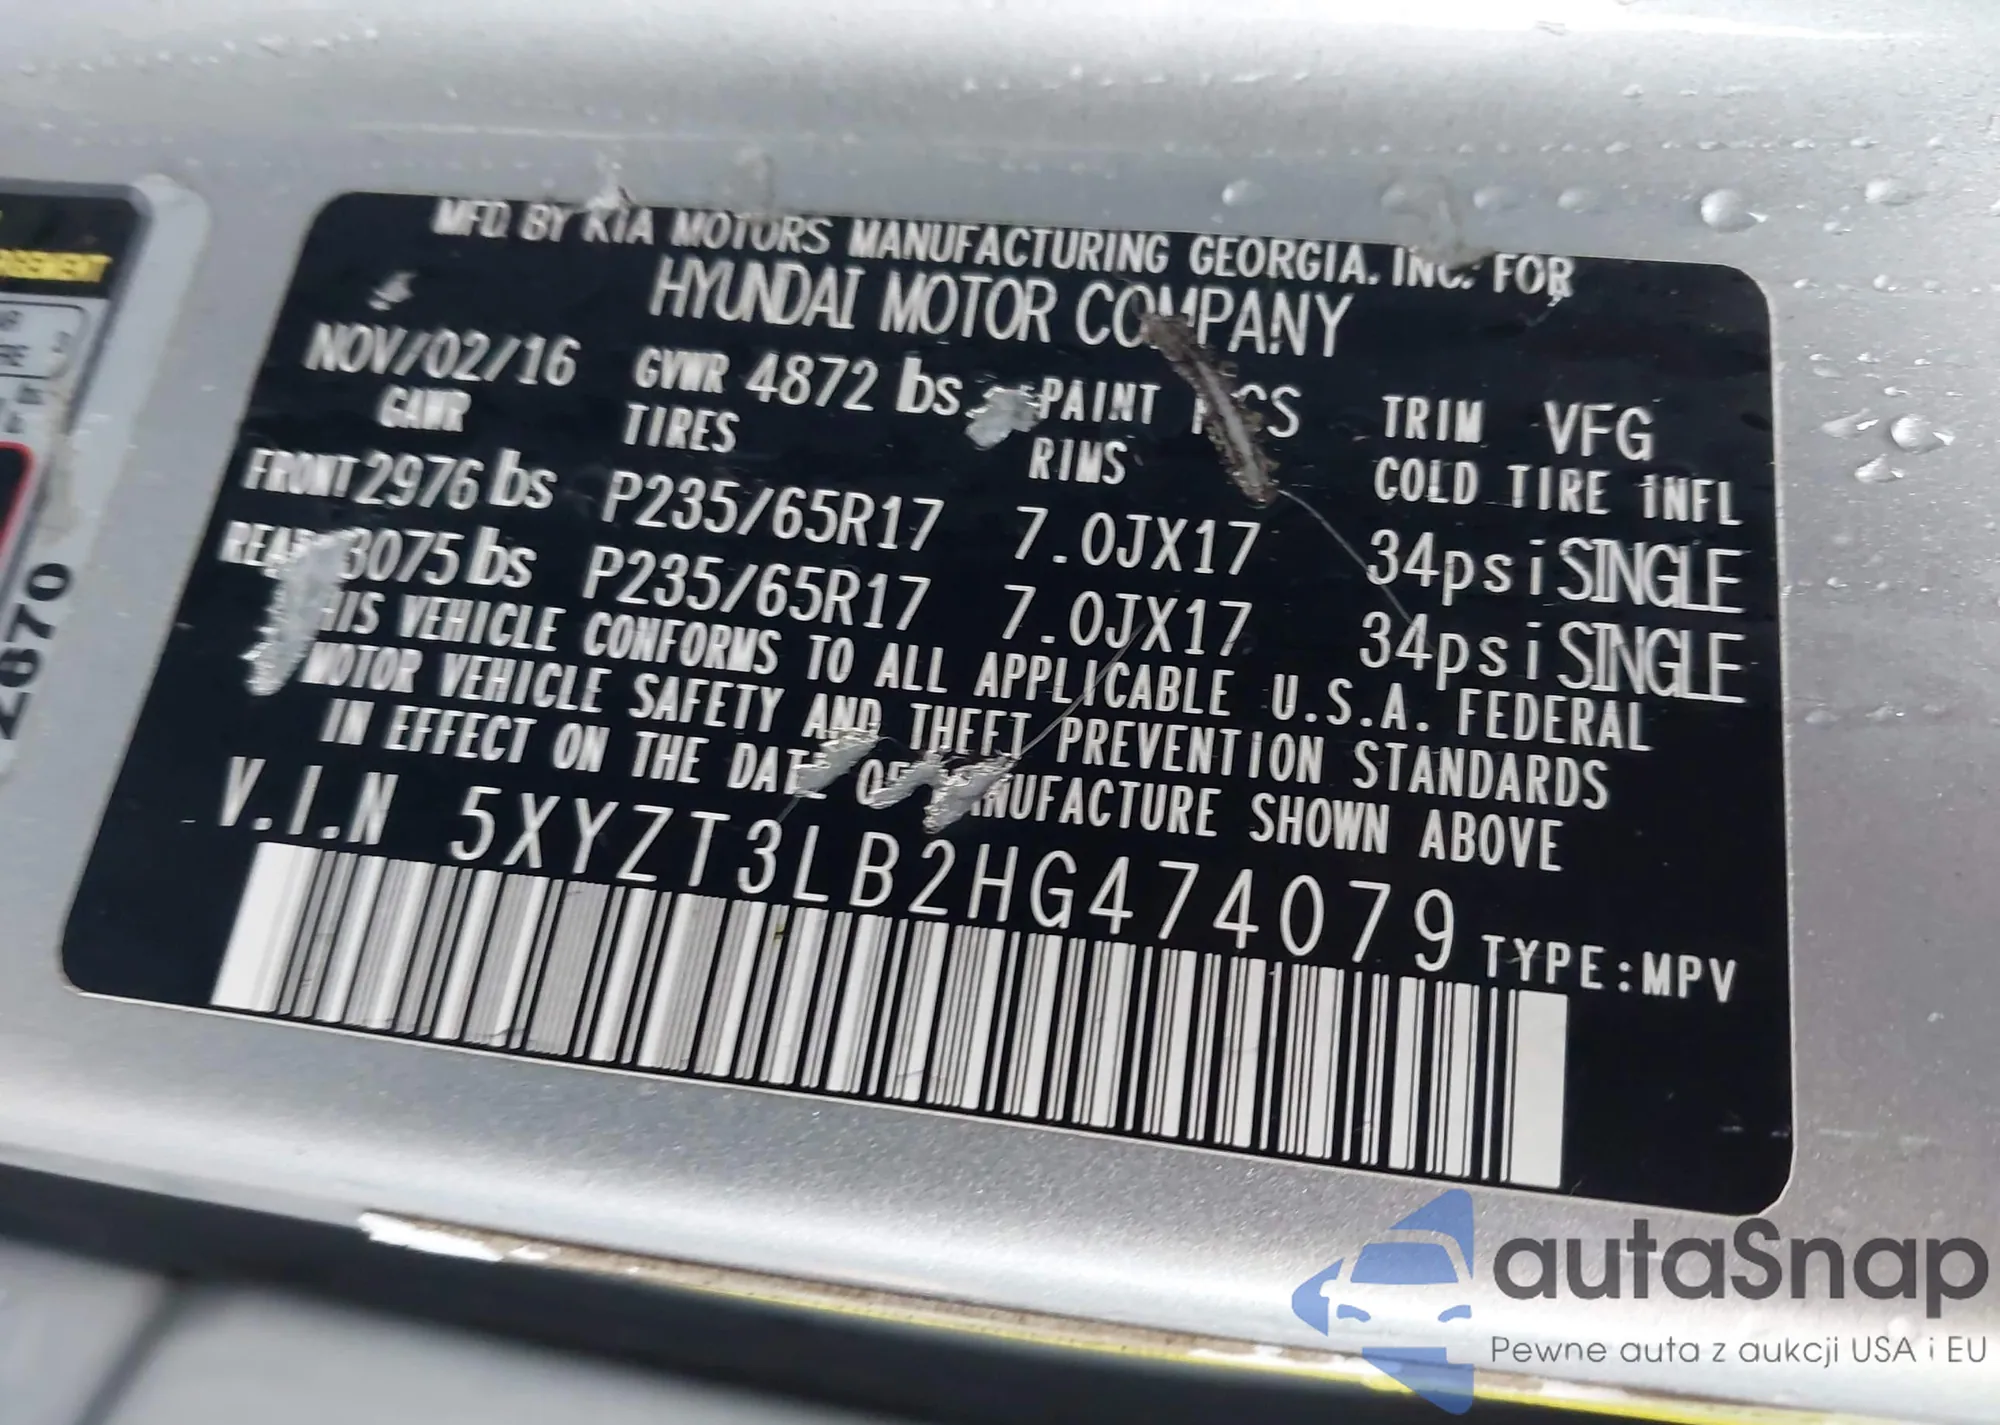 MFD BY KIA MOTORS MANUFACTURING GEORGIA. INC. FOR
HYUNDAI MOTOR COMPANY
NOV/02/16 GVWR 4872 lbs PAINT TRIM VFG
GAWR TIRES RIMS COLD TIRE INFL
FRONT 2976 lbs P235/65R17 7.0JX17 34psi SINGLE
REAR 3075 lbs P235/65R17 7.0JX17 34psi SINGLE
THIS VEHICLE CONFORMS TO ALL APPLICABLE U.S.A. FEDERAL
MOTOR VEHICLE SAFETY AND THEFT PREVENTION STANDARDS
IN EFFECT ON THE DATE OF MANUFACTURE SHOWN ABOVE
V.I.N 5XYZT3LB2HG474079 TYPE:MPV
Z870
autaSnap
Pewne auta z aukcji USA i EU